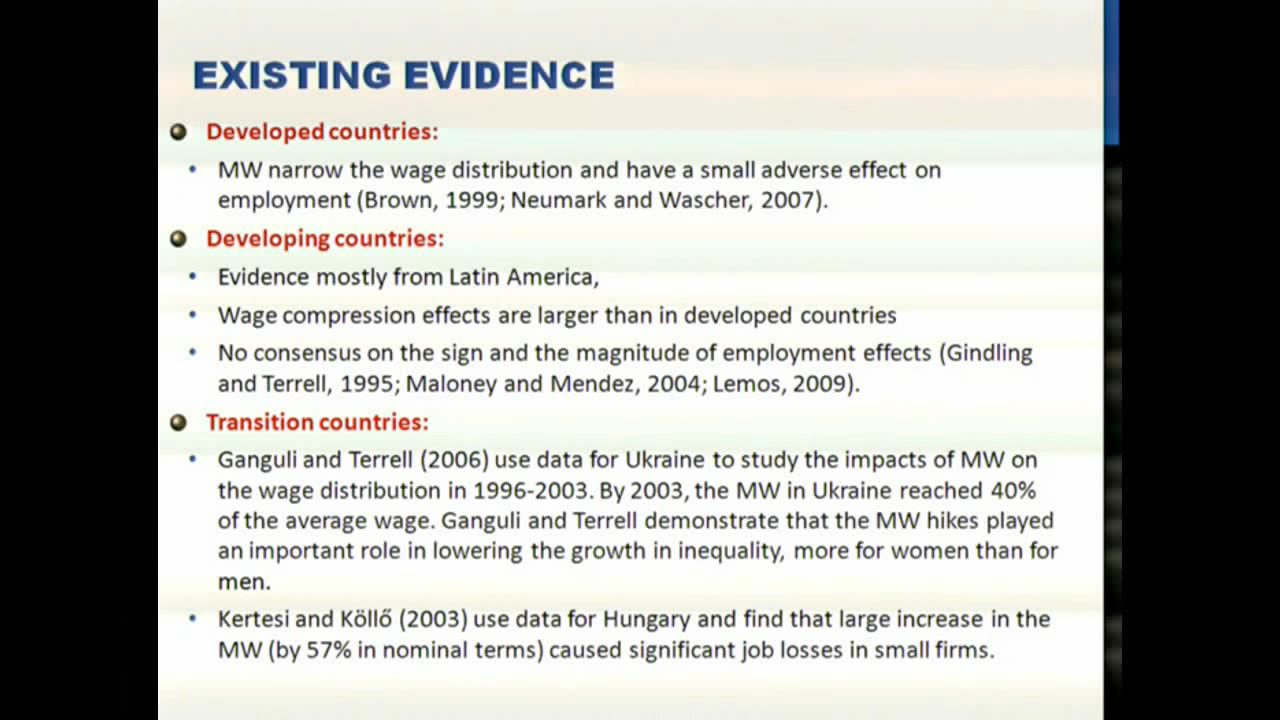 EXISTING EVIDENCE
Developed countries:
• MW narrow the wage distribution and have a small adverse effect on
employment (Brown, 1999; Neumark and Wascher, 2007).
Developing countries:
• Evidence mostly from Latin America,
• Wage compression effects are larger than in developed countries
• No consensus on the sign and the magnitude of employment effects (Gindling
and Terrell, 1995; Maloney and Mendez, 2004; Lemos, 2009).
Transition countries:
• Ganguli and Terrell (2006) use data for Ukraine to study the impacts of MW on
the wage distribution in 1996-2003. By 2003, the MW in Ukraine reached 40%
of the average wage. Ganguli and Terrell demonstrate that the MW hikes played
an important role in lowering the growth in inequality, more for women than for
men.
• Kertesi and Köllő (2003) use data for Hungary and find that large increase in the
MW (by 57% in nominal terms) caused significant job losses in small firms.